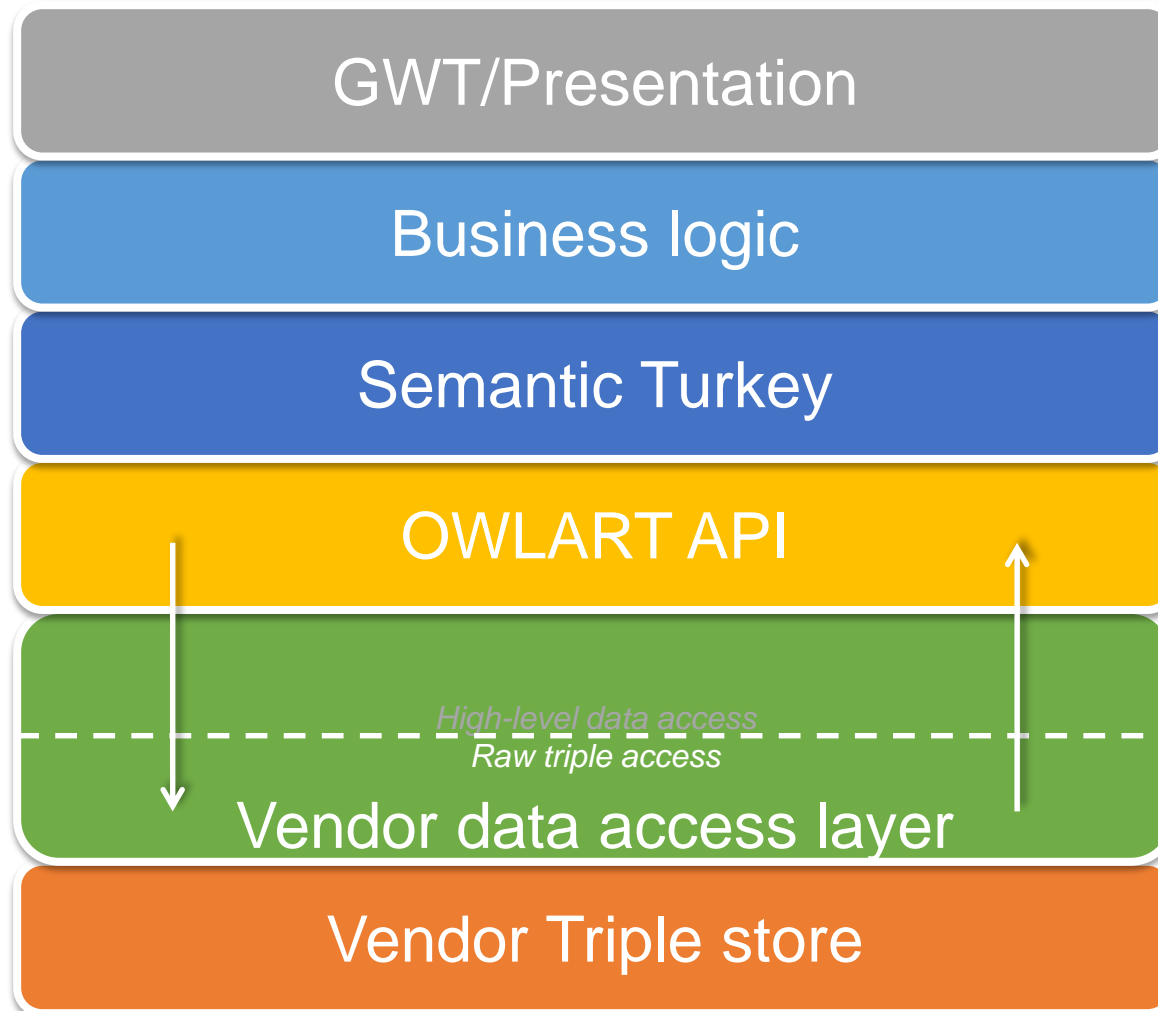 GWT/Presentation
Business logic
Semantic Turkey
OWLART API
High-level data access
Raw triple access
Vendor data access layer
Vendor Triple store